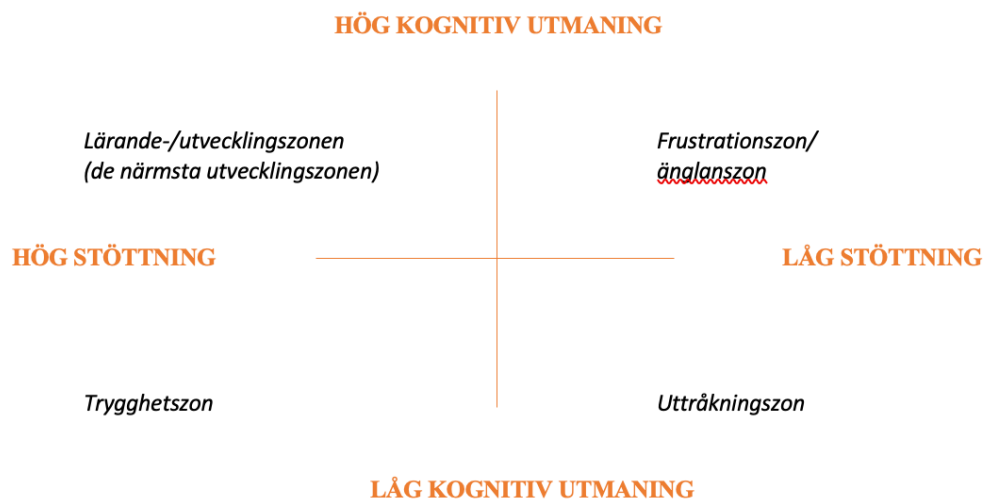 HÖG KOGNITIV UTMANING
Lärande-/utvecklingszonen
(de närmsta utvecklingszonen)
Frustrationszon/
änglanszon
HÖG STÖTTNING
LÅG STÖTTNING
Trygghetszon
Uttråkningszon
LÅG KOGNITIV UTMANING